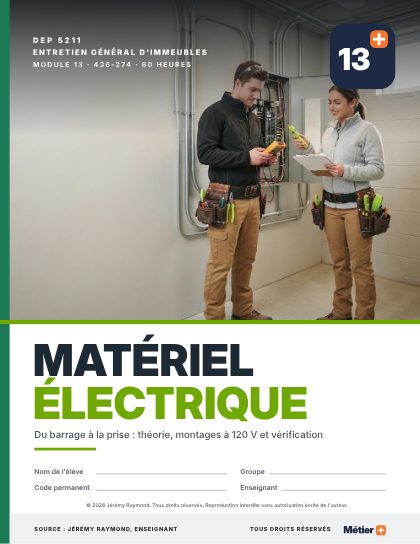 DEP 5211
ENTRETIEN GÉNÉRAL D'IMMEUBLES
MODULE 13 · 436-274 · 60 HEURES
13
MATÉRIEL
ÉLECTRIQUE
Du barrage à la prise : théorie, montages à 120 V et vérification
Nom de l'élève
Groupe
Code permanent
Enseignant
© 2026 Jérémy Raymond. Tous droits réservés. Reproduction interdite sans autorisation écrite de l'auteur.
SOURCE : JÉRÉMY RAYMOND, ENSEIGNANT
TOUS DROITS RÉSERVÉS
Métier+